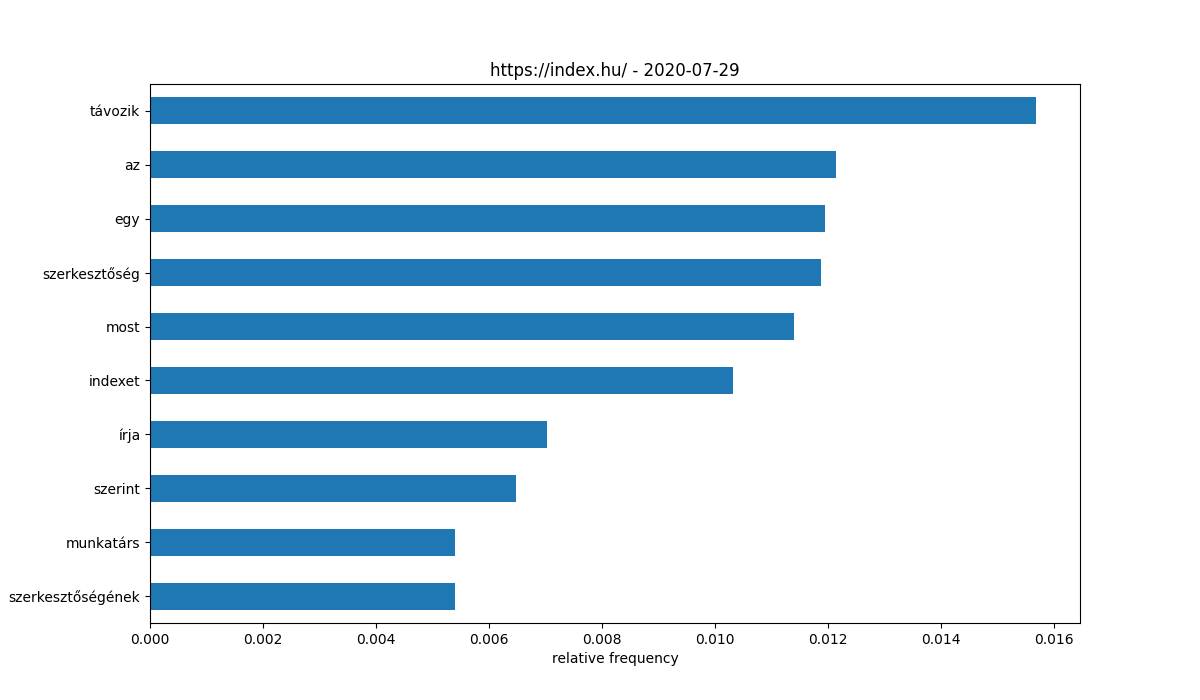 https://index.hu/ - 2020-07-29
távozik
az
egy
szerkesztőség
most
indexet
írja
szerint
munkatárs
szerkesztőségének
0.000 0.002 0.004 0.006 0.008 0.010 0.012 0.014 0.016
relative frequency